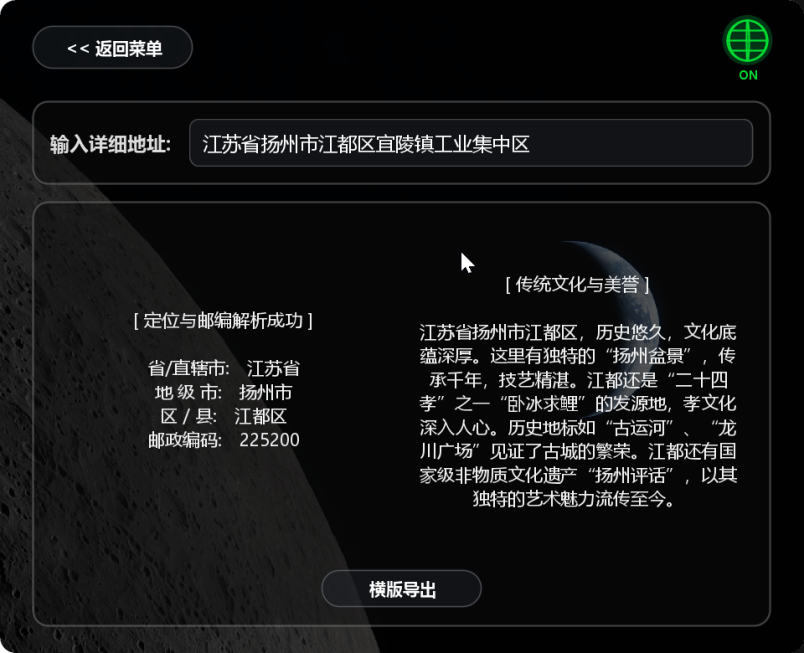 << 返回菜单
ON
输入详细地址:
江苏省扬州市江都区宜陵镇工业集中区
[ 定位与邮编解析成功 ]
省/直辖市: 江苏省
地 级 市: 扬州市
区 / 县: 江都区
邮政编码: 225200
[ 传统文化与美誉 ]
江苏省扬州市江都区，历史悠久，文化底
蕴深厚。这里有独特的“扬州盆景”，传
承千年，技艺精湛。江都还是“二十四
孝”之一“卧冰求鲤”的发源地，孝文化
深入人心。历史地标如“古运河”、“龙
川广场”见证了古城的繁荣。江都还有国
家级非物质文化遗产“扬州评话”，以其
独特的艺术魅力流传至今。
横版导出